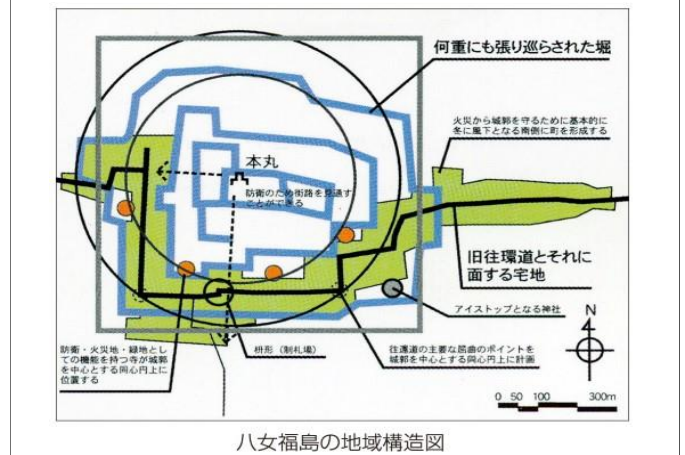 何重にも張り巡らされた堀
火災から城郭を守るために基本的に
冬に風下となる南側に町を形成する
本丸
防衛のため街路を見通す
ことができる
旧往環道とそれに
面する宅地
アイストップとなる神社
N
防衛・火災地・緑地とし
ての機能を持つ寺が城郭
を中心とする同心円上に
位置する
枡形（制札場）
往還道の主要な屈曲のポイントを
城郭を中心とする同心円上に計画
0 50 100 300m
八女福島の地域構造図